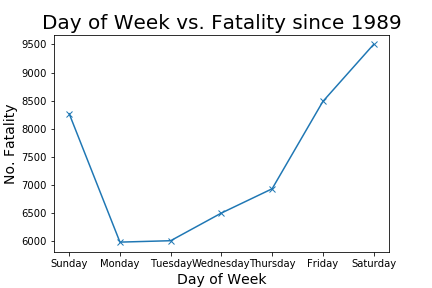 Day of Week vs. Fatality since 1989
No. Fatality
9500
9000
8500
8000
7500
7000
6500
6000
Sunday Monday Tuesday Wednesday Thursday Friday Saturday
Day of Week